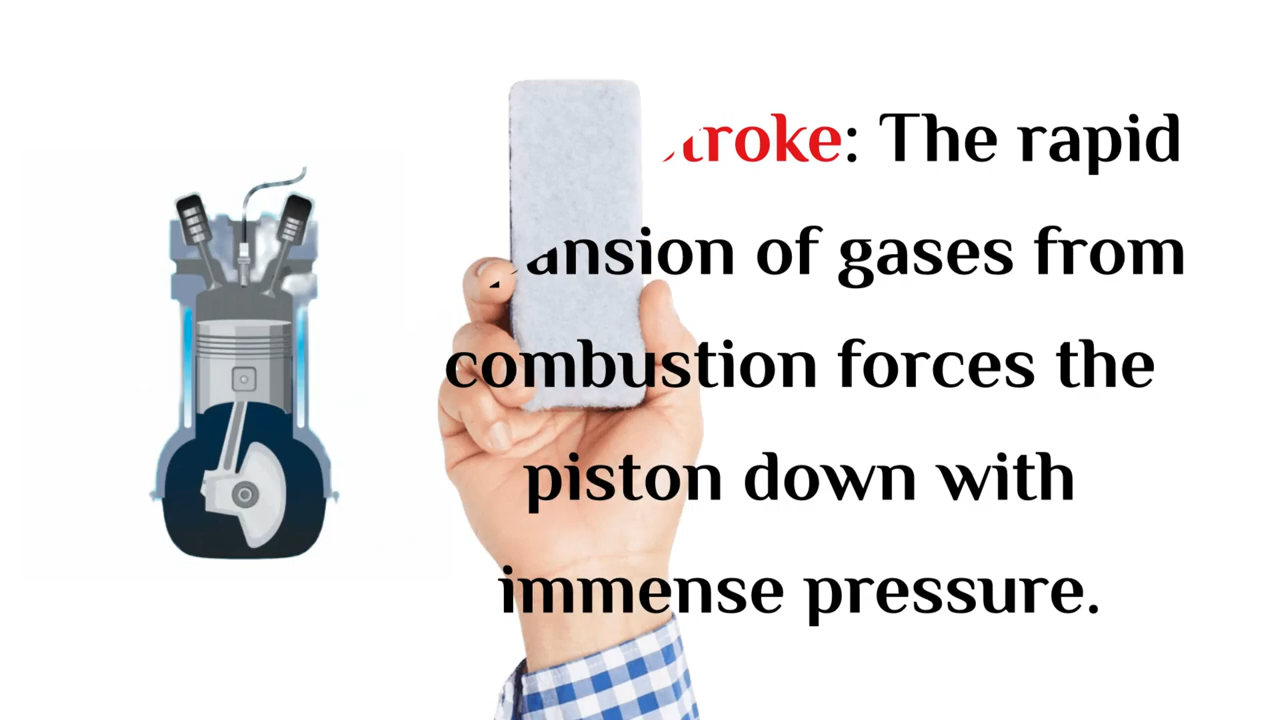 troke: The rapid
ansion of gases from
combustion forces the
piston down with
immense pressure.